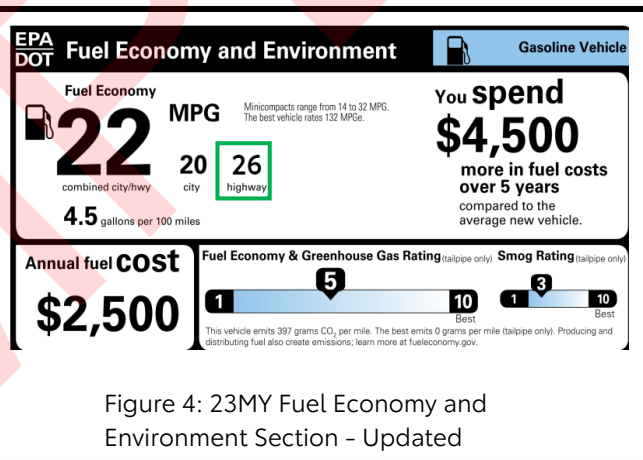 EPA
DOT Fuel Economy and Environment
Gasoline Vehicle
Fuel Economy
22 MPG
Minicompacts range from 14 to 32 MPG.
The best vehicle rates 132 MPGe.
20 26
combined city/hwy city highway
4.5 gallons per 100 miles
You spend
$4,500
more in fuel costs
over 5 years
compared to the
average new vehicle.
Annual fuel cost
$2,500
Fuel Economy & Greenhouse Gas Rating (tailpipe only)
5
1 10
Best
Smog Rating (tailpipe only)
3
1 10
Best
This vehicle emits 397 grams CO₂ per mile. The best emits 0 grams per mile (tailpipe only). Producing and
distributing fuel also create emissions; learn more at fueleconomy.gov.
Figure 4: 23MY Fuel Economy and
Environment Section - Updated